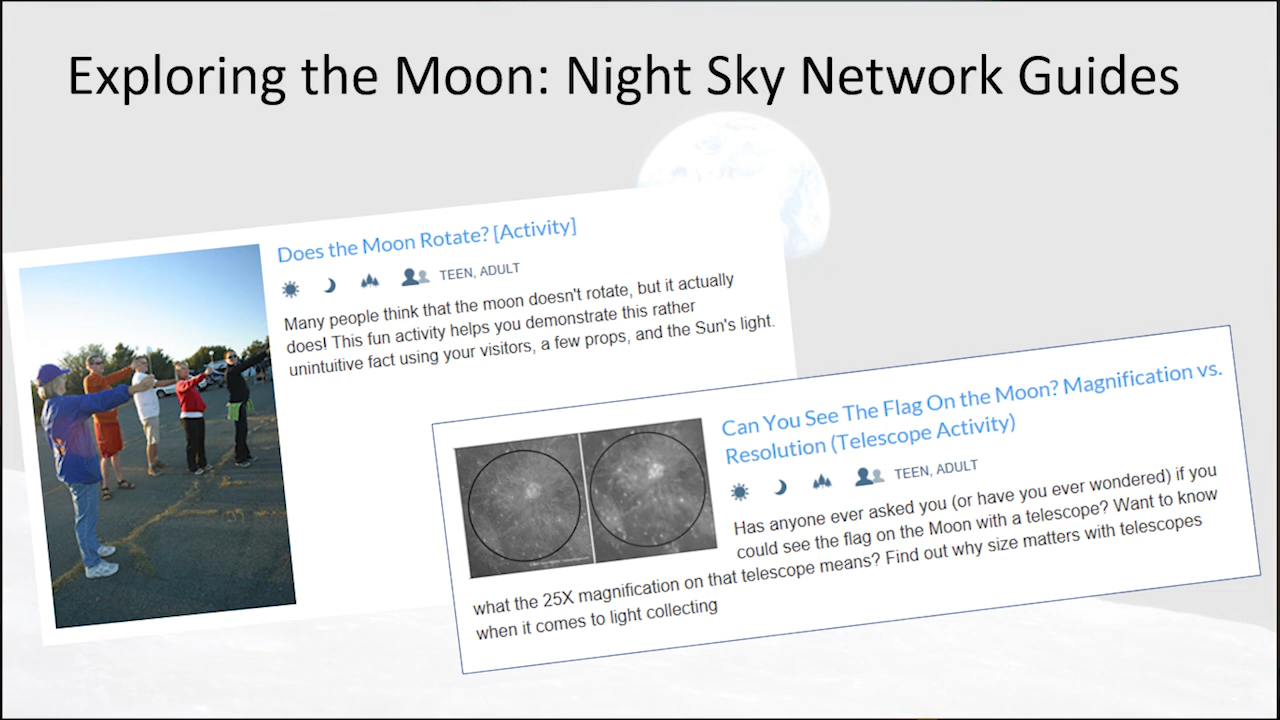 Exploring the Moon: Night Sky Network Guides
Does the Moon Rotate? [Activity]
TEEN, ADULT
Many people think that the moon doesn't rotate, but it actually
does! This fun activity helps you demonstrate this rather
unintuitive fact using your visitors, a few props, and the Sun's light.
Can You See The Flag On the Moon? Magnification vs.
Resolution (Telescope Activity)
TEEN, ADULT
Has anyone ever asked you (or have you ever wondered) if you
could see the flag on the Moon with a telescope? Want to know
what the 25X magnification on that telescope means? Find out why size matters with telescopes
when it comes to light collecting